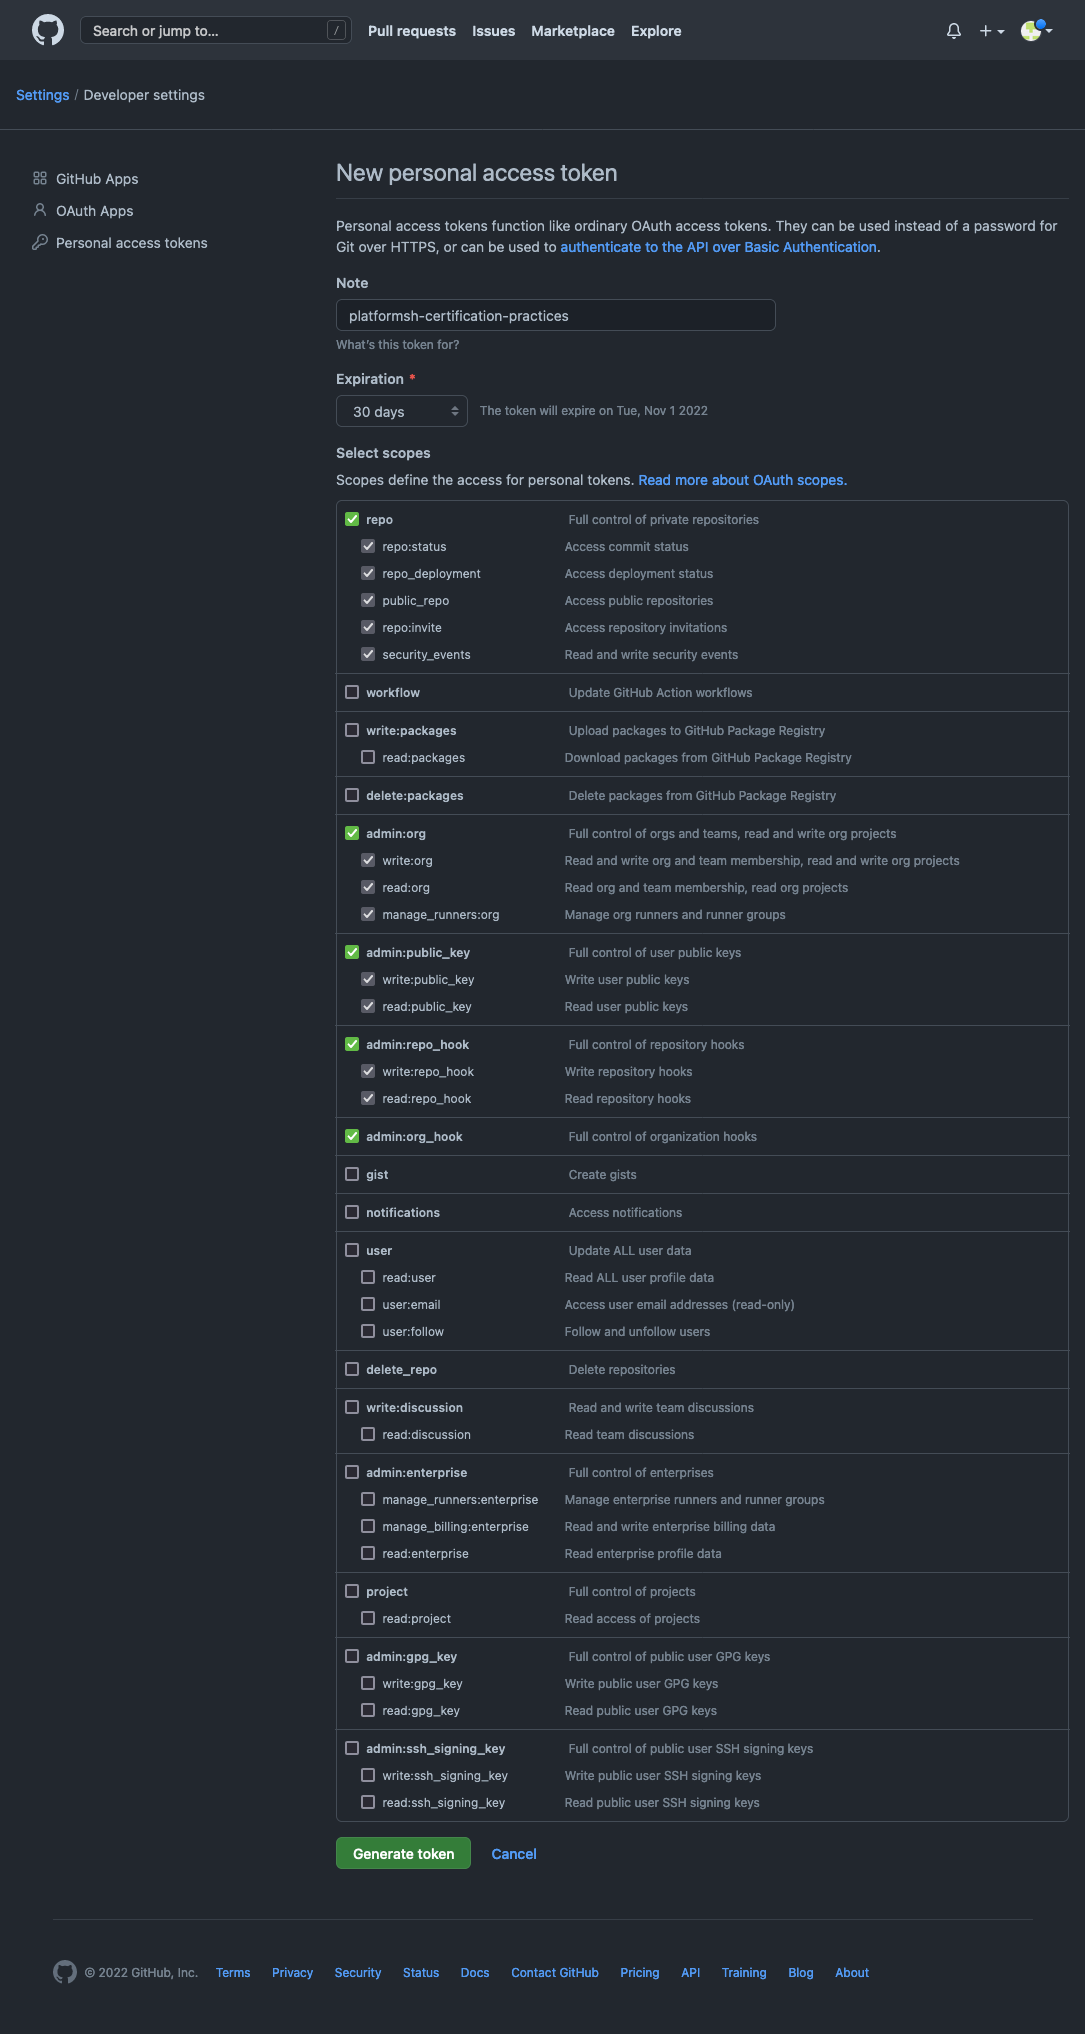 Search or jump to... /
Pull requests
Issues
Marketplace
Explore
Settings / Developer settings
GitHub Apps
OAuth Apps
Personal access tokens
New personal access token
Personal access tokens function like ordinary OAuth access tokens. They can be used instead of a password for
Git over HTTPS, or can be used to authenticate to the API over Basic Authentication.
Note
platformsh-certification-practices
What's this token for?
Expiration *
30 days
The token will expire on Tue, Nov 1 2022
Select scopes
Scopes define the access for personal tokens. Read more about OAuth scopes.
repo Full control of private repositories
repo:status Access commit status
repo_deployment Access deployment status
public_repo Access public repositories
repo:invite Access repository invitations
security_events Read and write security events
workflow Update GitHub Action workflows
write:packages Upload packages to GitHub Package Registry
read:packages Download packages from GitHub Package Registry
delete:packages Delete packages from GitHub Package Registry
admin:org Full control of orgs and teams, read and write org projects
write:org Read and write org and team membership, read and write org projects
read:org Read org and team membership, read org projects
manage_runners:org Manage org runners and runner groups
admin:public_key Full control of user public keys
write:public_key Write user public keys
read:public_key Read user public keys
admin:repo_hook Full control of repository hooks
write:repo_hook Write repository hooks
read:repo_hook Read repository hooks
admin:org_hook Full control of organization hooks
gist Create gists
notifications Access notifications
user Update ALL user data
read:user Read ALL user profile data
user:email Access user email addresses (read-only)
user:follow Follow and unfollow users
delete_repo Delete repositories
write:discussion Read and write team discussions
read:discussion Read team discussions
admin:enterprise Full control of enterprises
manage_runners:enterprise Manage enterprise runners and runner groups
manage_billing:enterprise Read and write enterprise billing data
read:enterprise Read enterprise profile data
project Full control of projects
read:project Read access of projects
admin:gpg_key Full control of public user GPG keys
write:gpg_key Write public user GPG keys
read:gpg_key Read public user GPG keys
admin:ssh_signing_key Full control of public user SSH signing keys
write:ssh_signing_key Write public user SSH signing keys
read:ssh_signing_key Read public user SSH signing keys
Generate token
Cancel
© 2022 GitHub, Inc. Terms Privacy Security Status Docs Contact GitHub Pricing API Training Blog About